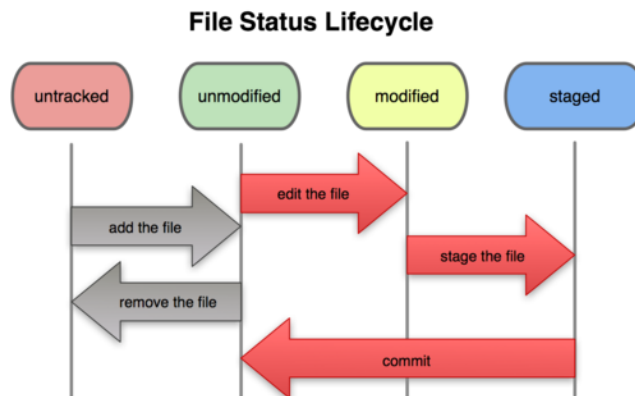 File Status Lifecycle
untracked
unmodified
modified
staged
edit the file
add the file
stage the file
remove the file
commit